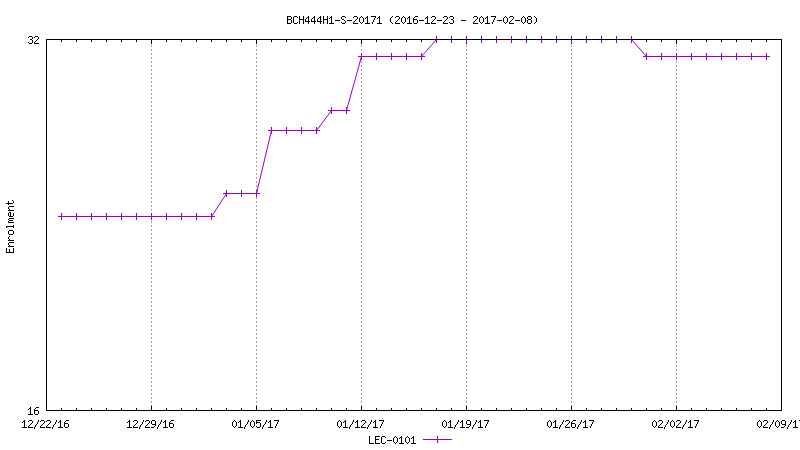 BCH444H1-S-20171 (2016-12-23 - 2017-02-08)
32
Enrolment
16
12/22/16 12/29/16 01/05/17 01/12/17 01/19/17 01/26/17 02/02/17 02/09/1
LEC-0101